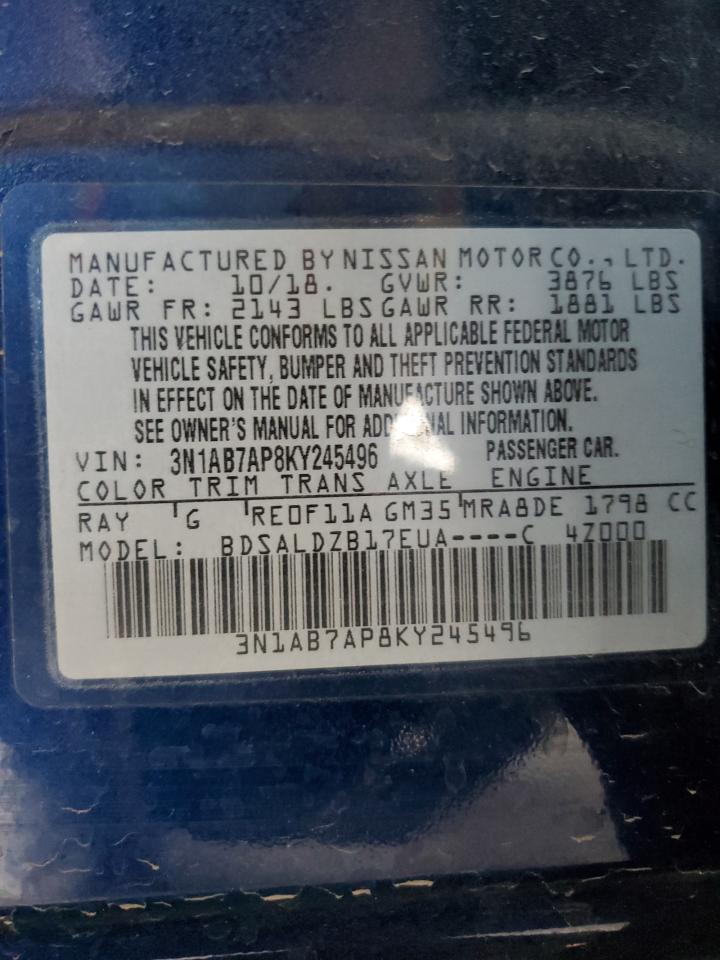 MANUFACTURED BY NISSAN MOTOR CO., LTD.
DATE: 10/18. GVWR: 3876 LBS
GAWR FR: 2143 LBS GAWR RR: 1881 LBS
THIS VEHICLE CONFORMS TO ALL APPLICABLE FEDERAL MOTOR
VEHICLE SAFETY, BUMPER AND THEFT PREVENTION STANDARDS
IN EFFECT ON THE DATE OF MANUFACTURE SHOWN ABOVE.
SEE OWNER'S MANUAL FOR ADDITIONAL INFORMATION.
VIN: 3N1AB7AP8KY245496 PASSENGER CAR.
COLOR TRIM TRANS AXLE ENGINE
RAY G RE0F11A GM35 MRA8DE 1798 CC
MODEL: BDSALDZB17EUA----C 4Z000
3N1AB7AP8KY245496